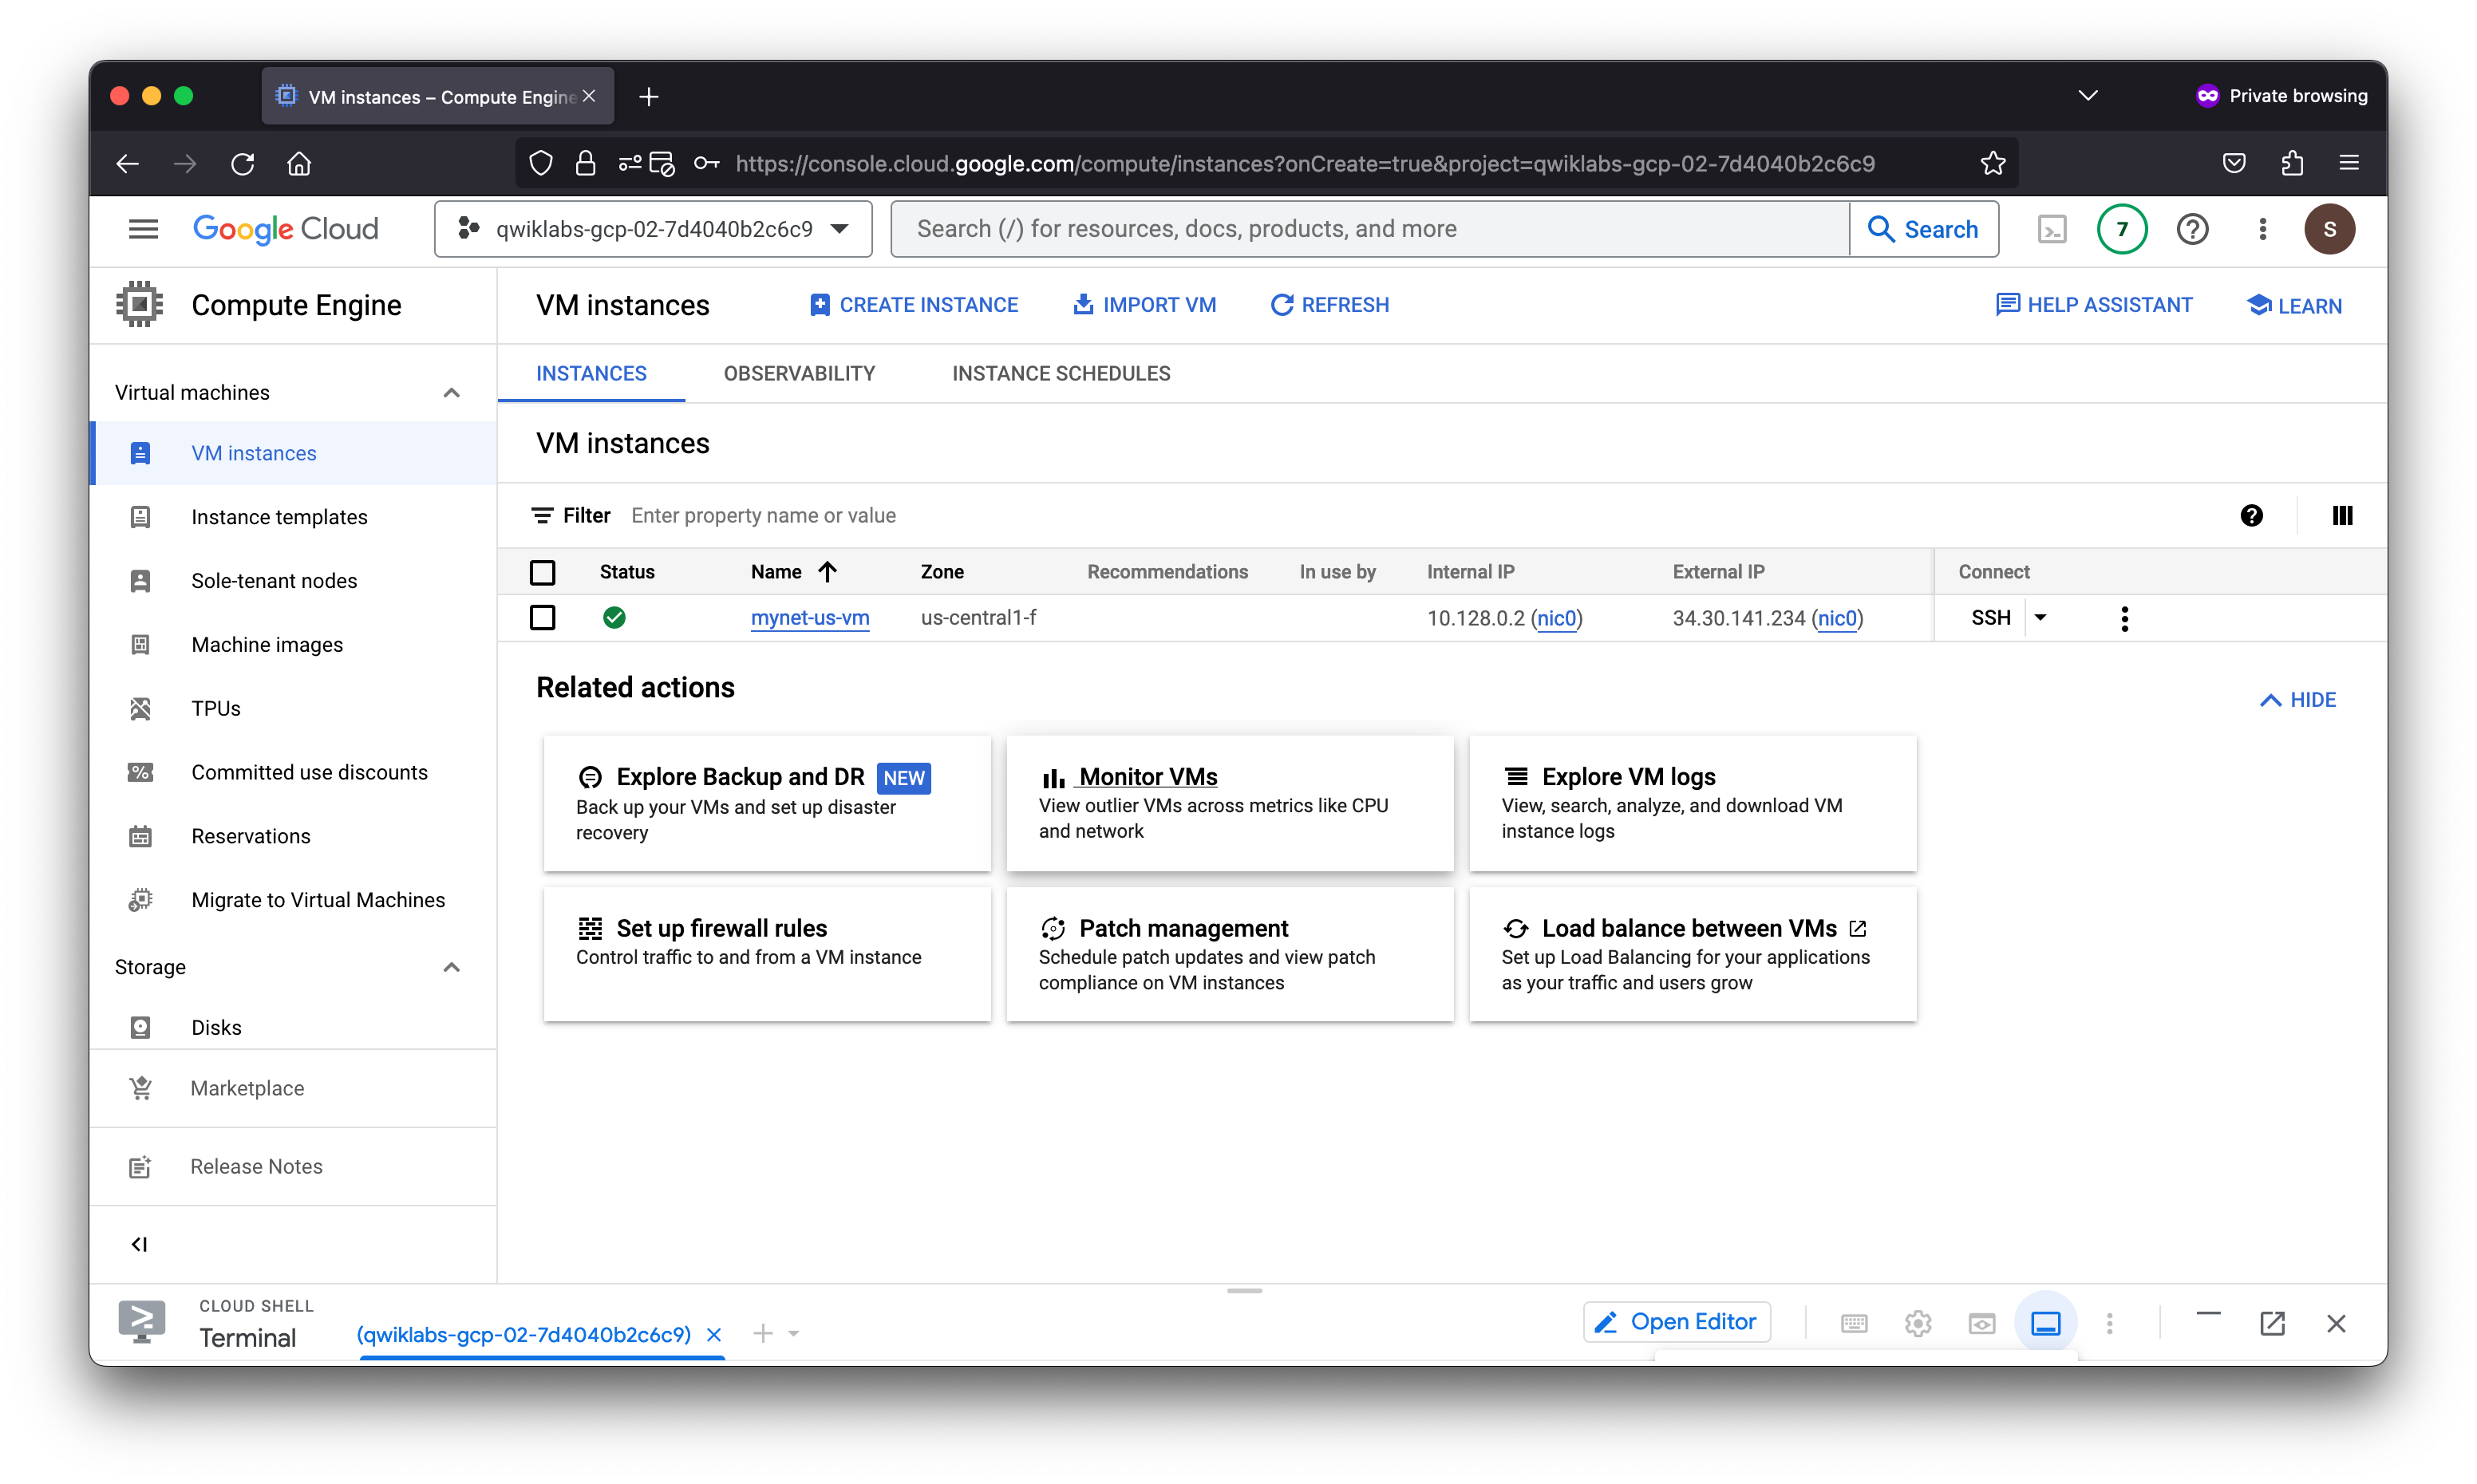 VM instances – Compute Engine
Private browsing
https://console.cloud.google.com/compute/instances?onCreate=true&project=qwiklabs-gcp-02-7d4040b2c6c9
Google Cloud
qwiklabs-gcp-02-7d4040b2c6c9
Search (/) for resources, docs, products, and more
Search
7
S
Compute Engine
VM instances
CREATE INSTANCE
IMPORT VM
REFRESH
HELP ASSISTANT
LEARN
Virtual machines
VM instances
Instance templates
Sole-tenant nodes
Machine images
TPUs
Committed use discounts
Reservations
Migrate to Virtual Machines
Storage
Disks
Marketplace
Release Notes
INSTANCES
OBSERVABILITY
INSTANCE SCHEDULES
VM instances
Filter Enter property name or value
Status Name Zone Recommendations In use by Internal IP External IP Connect
mynet-us-vm us-central1-f 10.128.0.2 (nic0) 34.30.141.234 (nic0) SSH
Related actions
HIDE
Explore Backup and DR NEW
Back up your VMs and set up disaster
recovery
Monitor VMs
View outlier VMs across metrics like CPU
and network
Explore VM logs
View, search, analyze, and download VM
instance logs
Set up firewall rules
Control traffic to and from a VM instance
Patch management
Schedule patch updates and view patch
compliance on VM instances
Load balance between VMs
Set up Load Balancing for your applications
as your traffic and users grow
CLOUD SHELL
Terminal
(qwiklabs-gcp-02-7d4040b2c6c9)
Open Editor